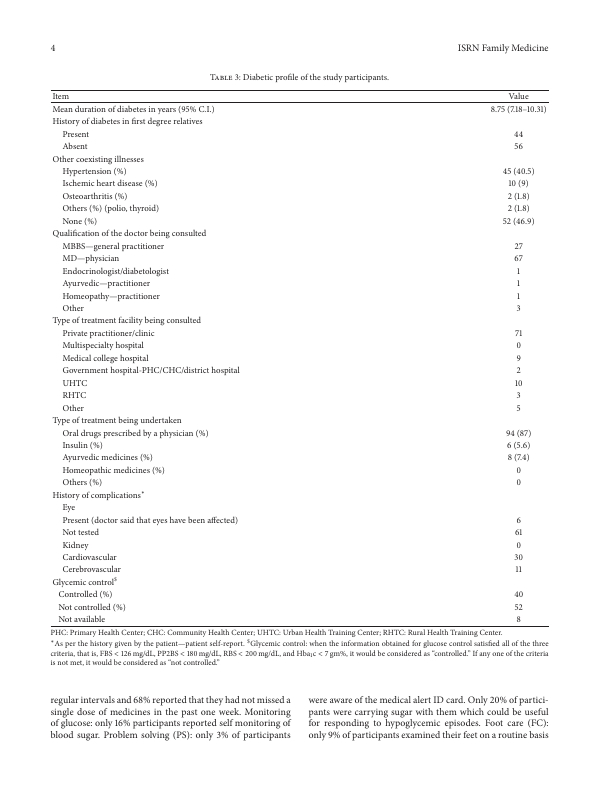 4
ISRN Family Medicine
Table 3: Diabetic profile of the study participants.
Item Value
Mean duration of diabetes in years (95% C.I.) 8.75 (7.18–10.31)
History of diabetes in first degree relatives
Present 44
Absent 56
Other coexisting illnesses
Hypertension (%) 45 (40.5)
Ischemic heart disease (%) 10 (9)
Osteoarthritis (%) 2 (1.8)
Others (%) (polio, thyroid) 2 (1.8)
None (%) 52 (46.9)
Qualification of the doctor being consulted
MBBS—general practitioner 27
MD—physician 67
Endocrinologist/diabetologist 1
Ayurvedic—practitioner 1
Homeopathy—practitioner 1
Other 3
Type of treatment facility being consulted
Private practitioner/clinic 71
Multispecialty hospital 0
Medical college hospital 9
Government hospital-PHC/CHC/district hospital 2
UHTC 10
RHTC 3
Other 5
Type of treatment being undertaken
Oral drugs prescribed by a physician (%) 94 (87)
Insulin (%) 6 (5.6)
Ayurvedic medicines (%) 8 (7.4)
Homeopathic medicines (%) 0
Others (%) 0
History of complications*
Eye
Present (doctor said that eyes have been affected) 6
Not tested 61
Kidney 0
Cardiovascular 30
Cerebrovascular 11
Glycemic control$
Controlled (%) 40
Not controlled (%) 52
Not available 8
PHC: Primary Health Center; CHC: Community Health Center; UHTC: Urban Health Training Center; RHTC: Rural Health Training Center.
*As per the history given by the patient—patient self-report. $Glycemic control: when the information obtained for glucose control satisfied all of the three
criteria, that is, FBS < 126 mg/dL, PP2BS < 180 mg/dL, RBS < 200 mg/dL, and Hba1c < 7 gm%, it would be considered as “controlled.” If any one of the criteria
is not met, it would be considered as “not controlled.”
regular intervals and 68% reported that they had not missed a
single dose of medicines in the past one week. Monitoring
of glucose: only 16% participants reported self monitoring of
blood sugar. Problem solving (PS): only 3% of participants
were aware of the medical alert ID card. Only 20% of partici-
pants were carrying sugar with them which could be useful
for responding to hypoglycemic episodes. Foot care (FC):
only 9% of participants examined their feet on a routine basis